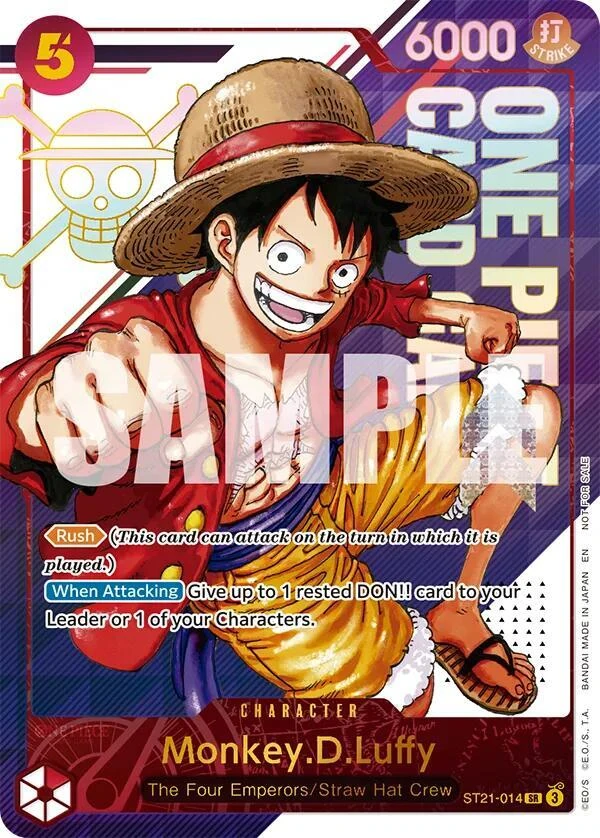 5
6000
打
STRIKE
ONE PIE
CARD GA
SAMPLE
Rush (This card can attack on the turn in which it is
played.)
When Attacking Give up to 1 rested DON!! card to your
Leader or 1 of your Characters.
CHARACTER
Monkey.D.Luffy
The Four Emperors/Straw Hat Crew
ST21-014 SR 3
©E.O./S., T.A. BANDAI MADE IN JAPAN EN NOT FOR SALE